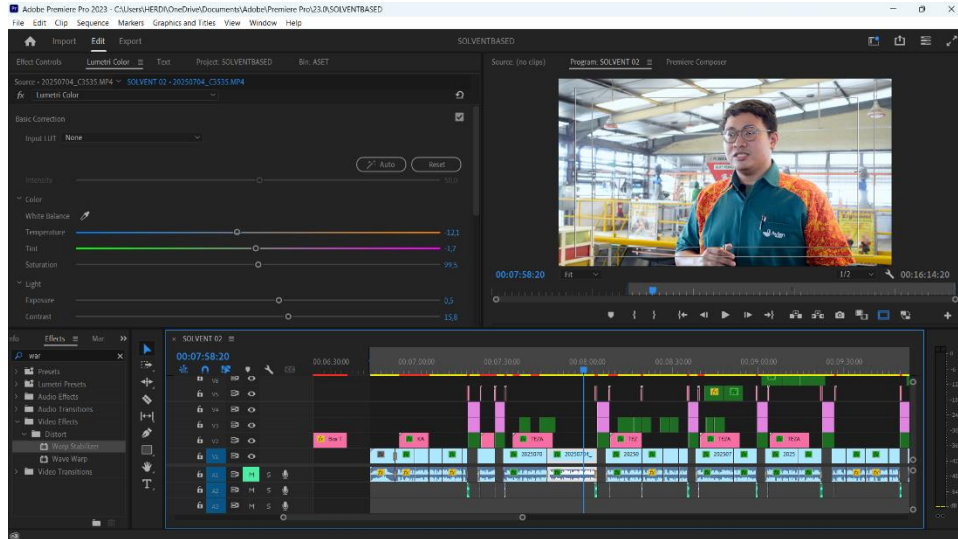 Adobe Premiere Pro 2023 - C:\Users\HERDI\OneDrive\Documents\Adobe\Premiere Pro\23.0\SOLVENTBASED
File Edit Clip Sequence Markers Graphics and Titles View Window Help
Import Edit Export
SOLVENTBASED
Effect Controls Lumetri Color Text Project: SOLVENTBASED Bin: ASET
Source: (no clips) Program: SOLVENT 02 Premiere Composer
Source - 20250704_C3535.MP4 SOLVENT 02 - 20250704_C3535.MP4
fx Lumetri Color
Basic Correction
Input LUT None
Auto Reset
Intensity 50,0
Color
White Balance
Temperature -12,1
Tint -1,7
Saturation 99,5
Light
Exposure 0,5
Contrast 15,8
00:07:58:20 Fit 1/2 00:16:14:20
Effects
war
Presets
Lumetri Presets
Audio Effects
Audio Transitions
Video Effects
Distort
Warp Stabilizer
Wave Warp
Video Transitions
SOLVENT 02
00:07:58:20
00:06:30:00 00:07:00:00 00:07:30:00 00:08:00:00 00:08:30:00 00:09:00:00 00:09:30:00
V5
V4
V3
V2
V1
A1 M S
A2 M S